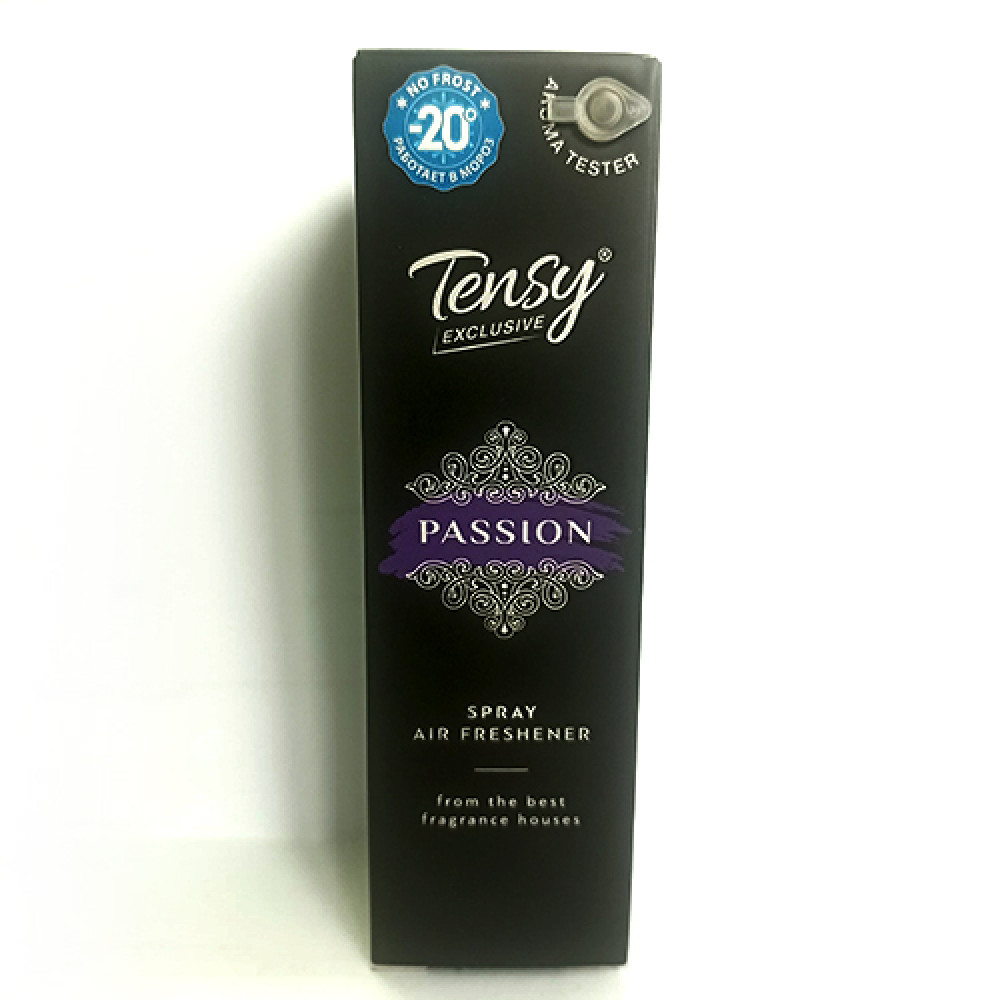 NO FROST
-20°
РАБОТАЕТ В МОРОЗ
AROMA TESTER
Tensy®
EXCLUSIVE
PASSION
SPRAY
AIR FRESHENER
from the best
fragrance houses